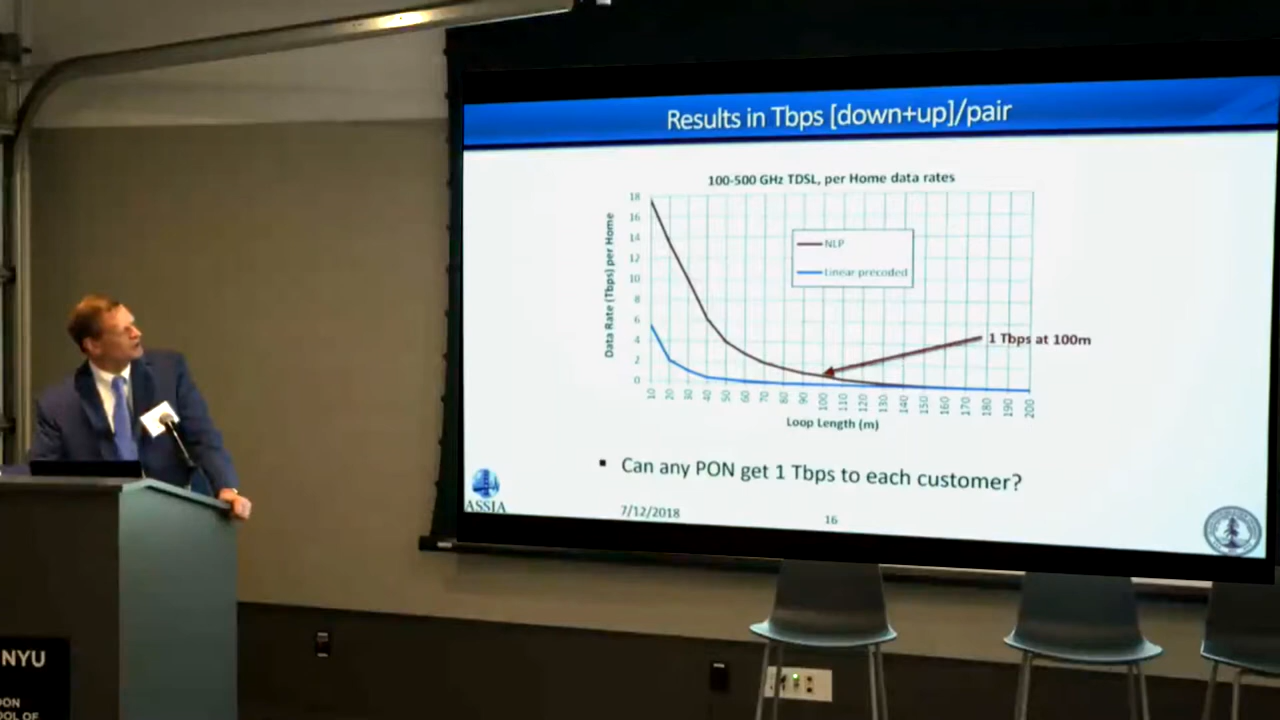 Results in Tbps [down+up]/pair
100-500 GHz TDSL, per Home data rates
Data Rate (Tbps) per Home
18
16
14
12
10
8
6
4
2
0
NLP
Linear precoded
1 Tbps at 100m
10 20 30 40 50 60 70 80 90 100 110 120 130 140 150 160 170 180 190 200
Loop Length (m)
▪ Can any PON get 1 Tbps to each customer?
ASSIA
7/12/2018
16
NYU
DON
OOL OF